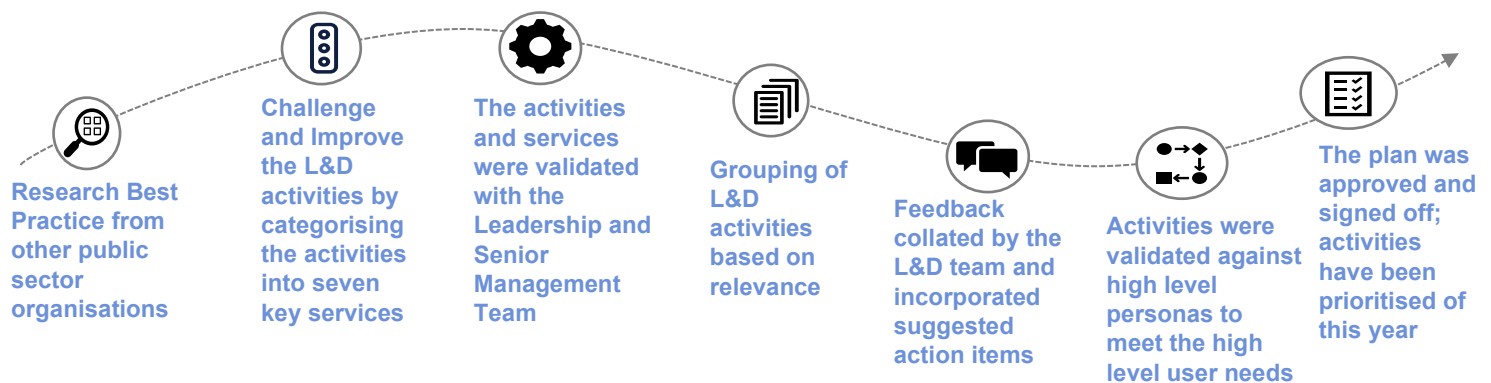 Research Best
Practice from
other public
sector
organisations
Challenge
and Improve
the L&D
activities by
categorising
the activities
into seven
key services
The activities
and services
were validated
with the
Leadership and
Senior
Management
Team
Grouping of
L&D
activities
based on
relevance
Feedback
collated by the
L&D team and
incorporated
suggested
action items
Activities were
validated against
high level
personas to
meet the high
level user needs
The plan was
approved and
signed off;
activities
have been
prioritised of
this year